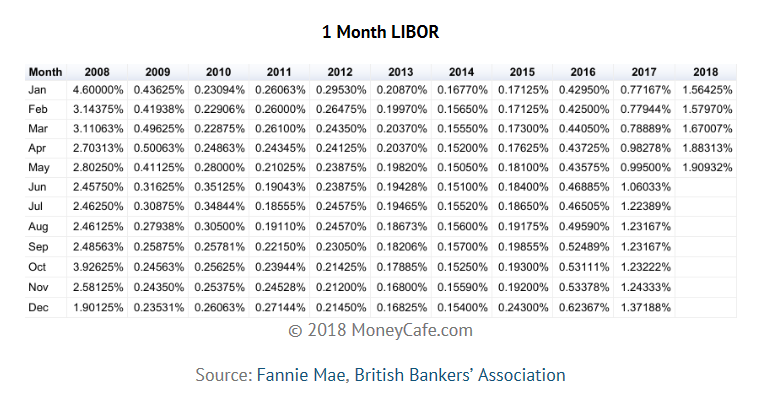 1 Month LIBOR
Month 2008 2009 2010 2011 2012 2013 2014 2015 2016 2017 2018
Jan 4.60000% 0.43625% 0.23094% 0.26063% 0.29530% 0.20870% 0.16770% 0.17125% 0.42950% 0.77167% 1.56425%
Feb 3.14375% 0.41938% 0.22906% 0.26000% 0.26475% 0.19970% 0.15650% 0.17125% 0.42500% 0.77944% 1.57970%
Mar 3.11063% 0.49625% 0.22875% 0.26100% 0.24350% 0.20370% 0.15550% 0.17300% 0.44050% 0.78889% 1.67007%
Apr 2.70313% 0.50063% 0.24863% 0.24345% 0.24125% 0.20370% 0.15200% 0.17625% 0.43725% 0.98278% 1.88313%
May 2.80250% 0.41125% 0.28000% 0.21025% 0.23875% 0.19820% 0.15050% 0.18100% 0.43575% 0.99500% 1.90932%
Jun 2.45750% 0.31625% 0.35125% 0.19043% 0.23875% 0.19428% 0.15100% 0.18400% 0.46885% 1.06033%
Jul 2.46250% 0.30875% 0.34844% 0.18555% 0.24575% 0.19465% 0.15520% 0.18650% 0.46505% 1.22389%
Aug 2.46125% 0.27938% 0.30500% 0.19110% 0.24570% 0.18673% 0.15600% 0.19175% 0.49590% 1.23167%
Sep 2.48563% 0.25875% 0.25781% 0.22150% 0.23050% 0.18206% 0.15700% 0.19855% 0.52489% 1.23167%
Oct 3.92625% 0.24563% 0.25625% 0.23944% 0.21425% 0.17885% 0.15250% 0.19300% 0.53111% 1.23222%
Nov 2.58125% 0.24350% 0.25375% 0.24528% 0.21200% 0.16800% 0.15590% 0.19200% 0.53378% 1.24333%
Dec 1.90125% 0.23531% 0.26063% 0.27144% 0.21450% 0.16825% 0.15400% 0.24300% 0.62367% 1.37188%
© 2018 MoneyCafe.com
Source: Fannie Mae, British Bankers’ Association